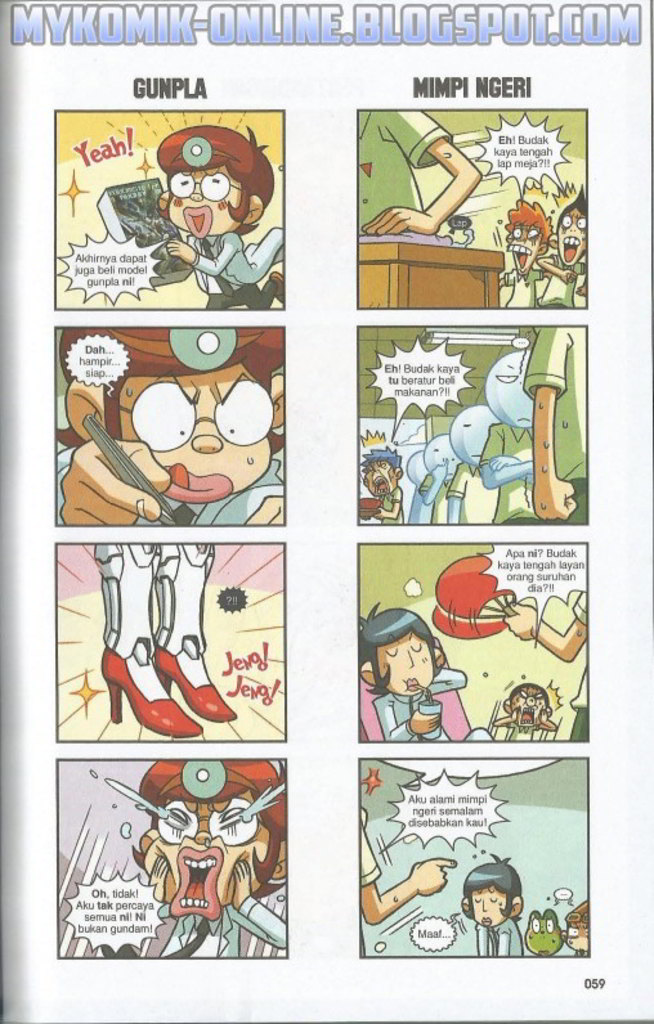 MYKOMIK-ONLINE.BLOGSPOT.COM
GUNPLA
Yeah!
Akhirnya dapat
juga beli model
gunpla ni!
Dah...
hampir...
siap...
?!!
Jeng!
Jeng!
Oh, tidak!
Aku tak percaya
semua ni! Ni
bukan gundam!
MIMPI NGERI
Eh! Budak
kaya tengah
lap meja?!!
Lap
Eh! Budak kaya
tu beratur beli
makanan?!!
...
Apa ni? Budak
kaya tengah layan
orang suruhan
dia?!!
Aku alami mimpi
ngeri semalam
disebabkan kau!
Maaf...
...
059